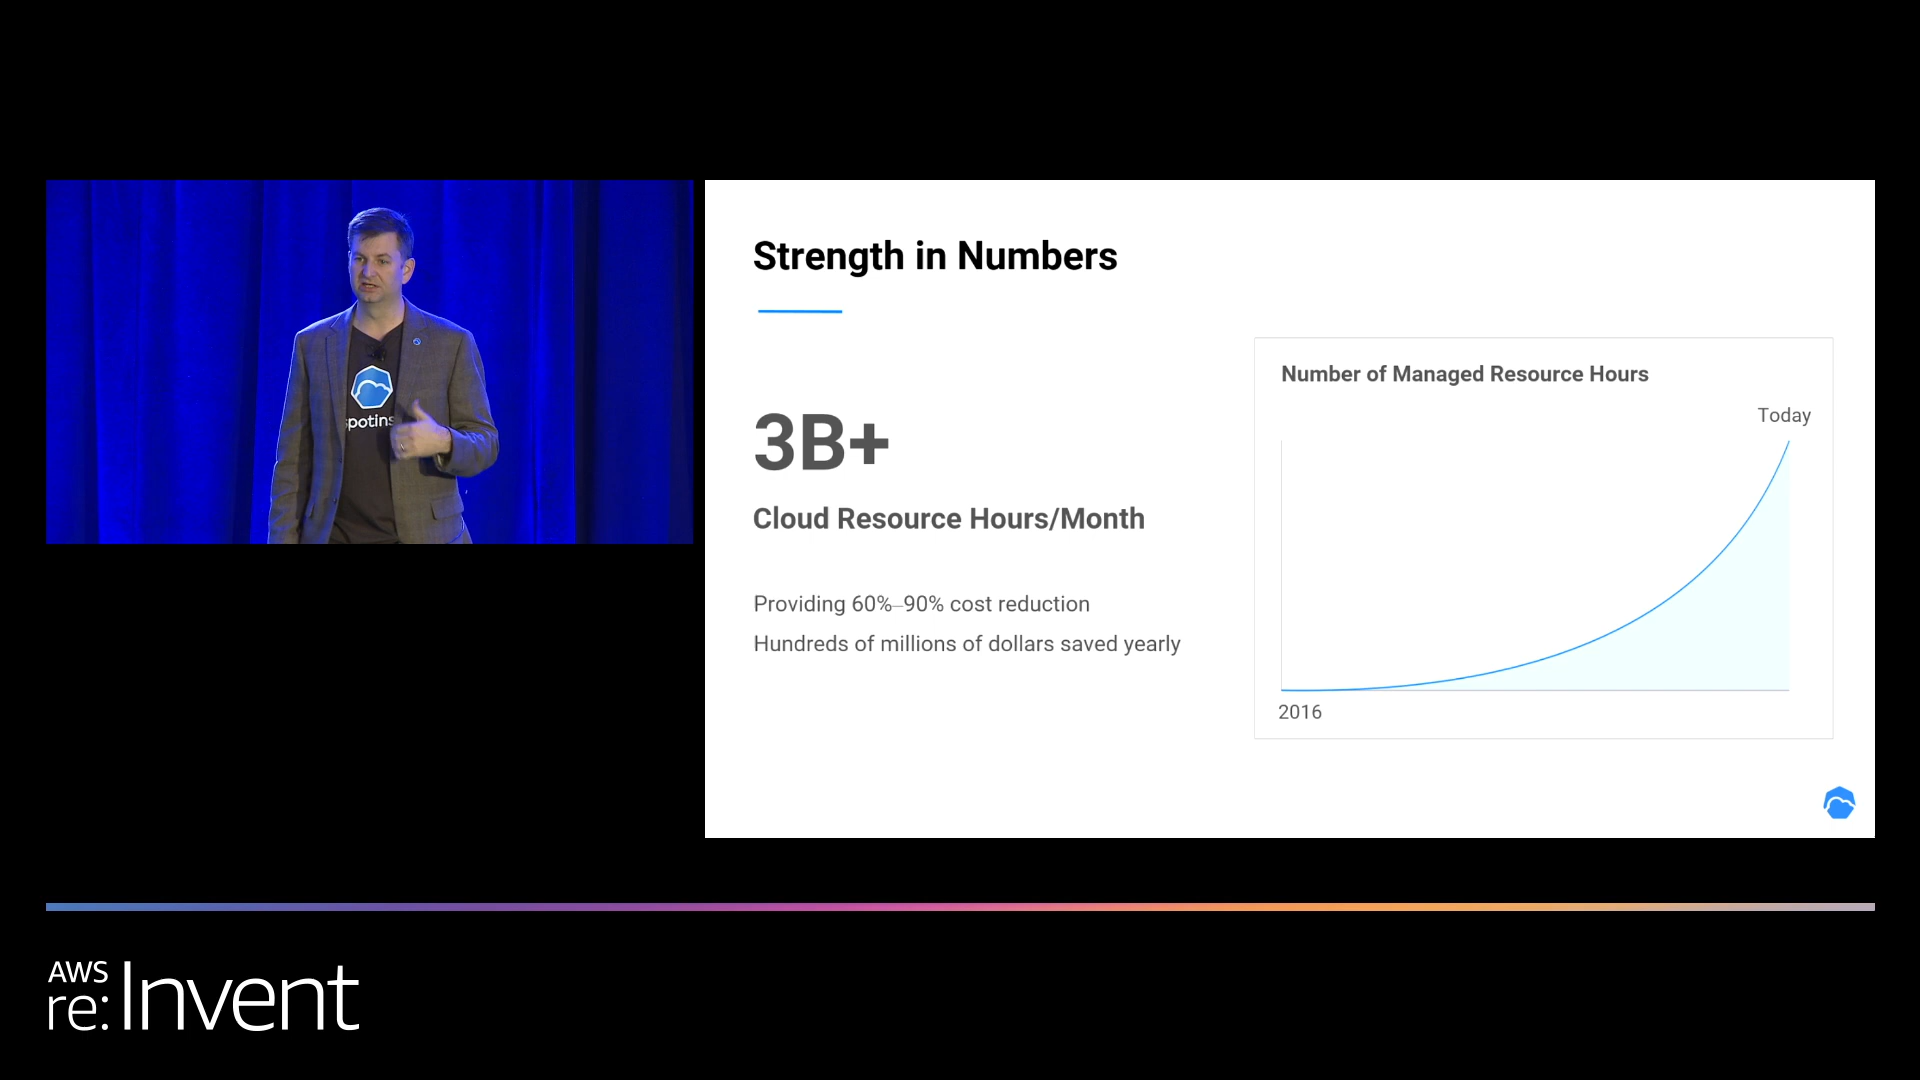 potins
Strength in Numbers
3B+
Cloud Resource Hours/Month
Providing 60%–90% cost reduction
Hundreds of millions of dollars saved yearly
Number of Managed Resource Hours
Today
2016
AWS
re:Invent